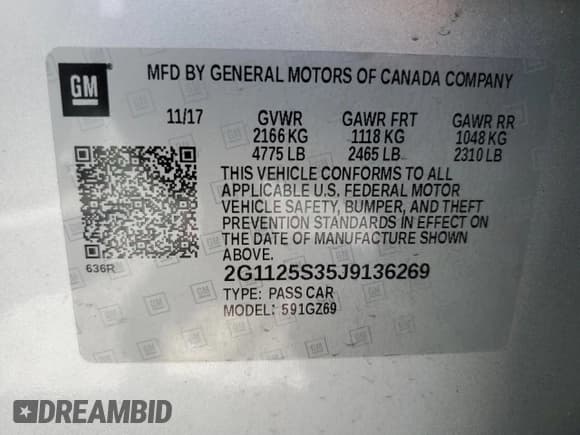 GM
MFD BY GENERAL MOTORS OF CANADA COMPANY
11/17 GVWR GAWR FRT GAWR RR
2166 KG 1118 KG 1048 KG
4775 LB 2465 LB 2310 LB
THIS VEHICLE CONFORMS TO ALL
APPLICABLE U.S. FEDERAL MOTOR
VEHICLE SAFETY, BUMPER, AND THEFT
PREVENTION STANDARDS IN EFFECT ON
THE DATE OF MANUFACTURE SHOWN
ABOVE.
636R
2G1125S35J9136269
TYPE: PASS CAR
MODEL: 591GZ69
DREAMBID